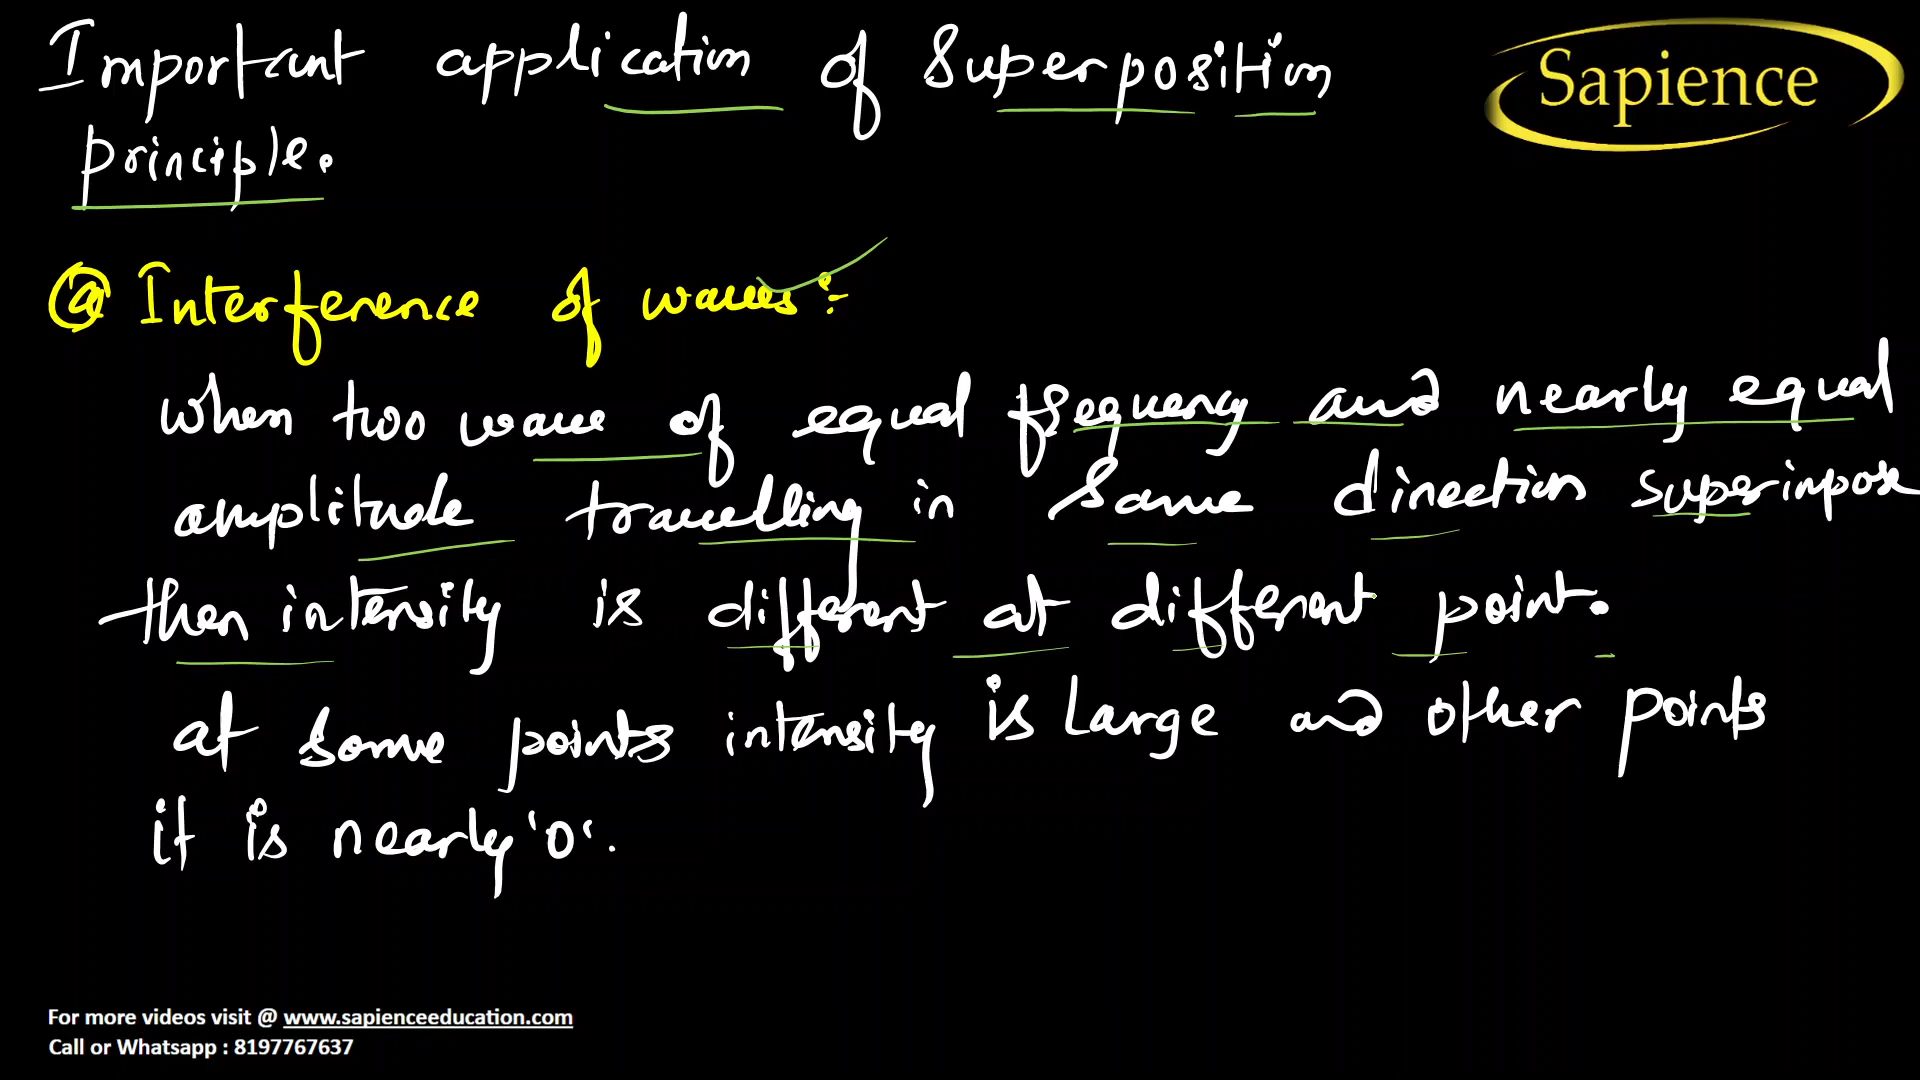 Important application of Superposition
Sapience
principle.
(a) Interference of waves :-
when two wave of equal frequency and nearly equal
amplitude travelling in same direction superimpose
then intensity is different at different point.
at some points intensity is large and other points
it is nearly '0'.
For more videos visit @ www.sapienceeducation.com
Call or Whatsapp : 8197767637